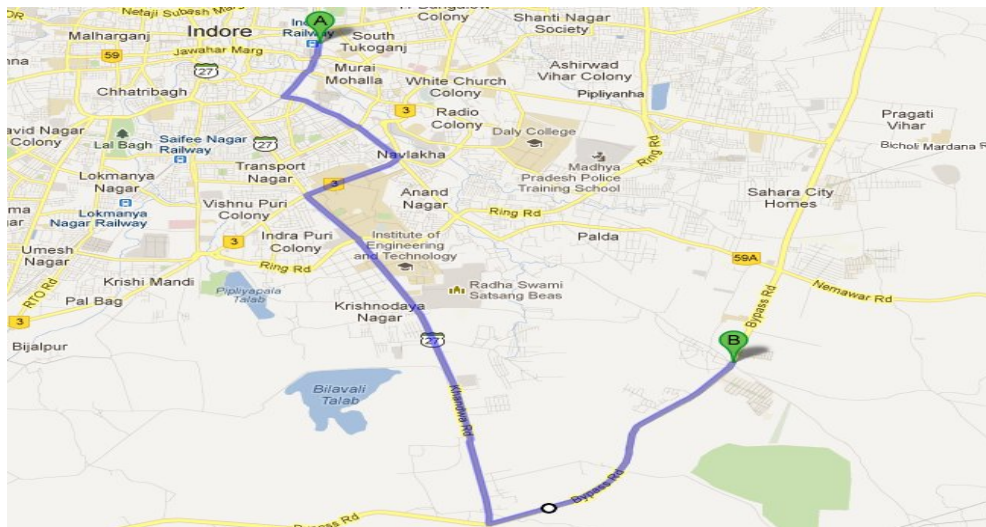 Netaji Subash Marg
Malharganj
Indore
A
Railway
South
Tukoganj
Colony
Shanti Nagar
Society
59
Jawahar Marg
27
Murai
Mohalla
White Church
Colony
Ashirwad
Vihar Colony
Pipliyanha
Chhatribagh
3
Radio
Colony
Pragati
Vihar
Bicholi Mardana
Nagar
Colony
Lal Bagh
Saifee Nagar
Railway
27
Daly College
Ring Rd
Navlakha
Madhya
Pradesh Police
Training School
Transport
Nagar
3
Lokmanya
Nagar
Vishnu Puri
Colony
Anand
Nagar
Sahara City
Homes
Lokmanya
Nagar Railway
Ring Rd
3
Indra Puri
Colony
Institute of
Engineering
and Technology
Palda
Umesh
Nagar
Ring Rd
59A
Nemawar Rd
RTO Rd
Krishi Mandi
Pipliyapala
Talab
Radha Swami
Satsang Beas
Pal Bag
Krishnodaya
Nagar
Bypass Rd
3
Bijalpur
27
B
Bilavali
Talab
Khandwa Rd
Bypass Rd
Bypass Rd